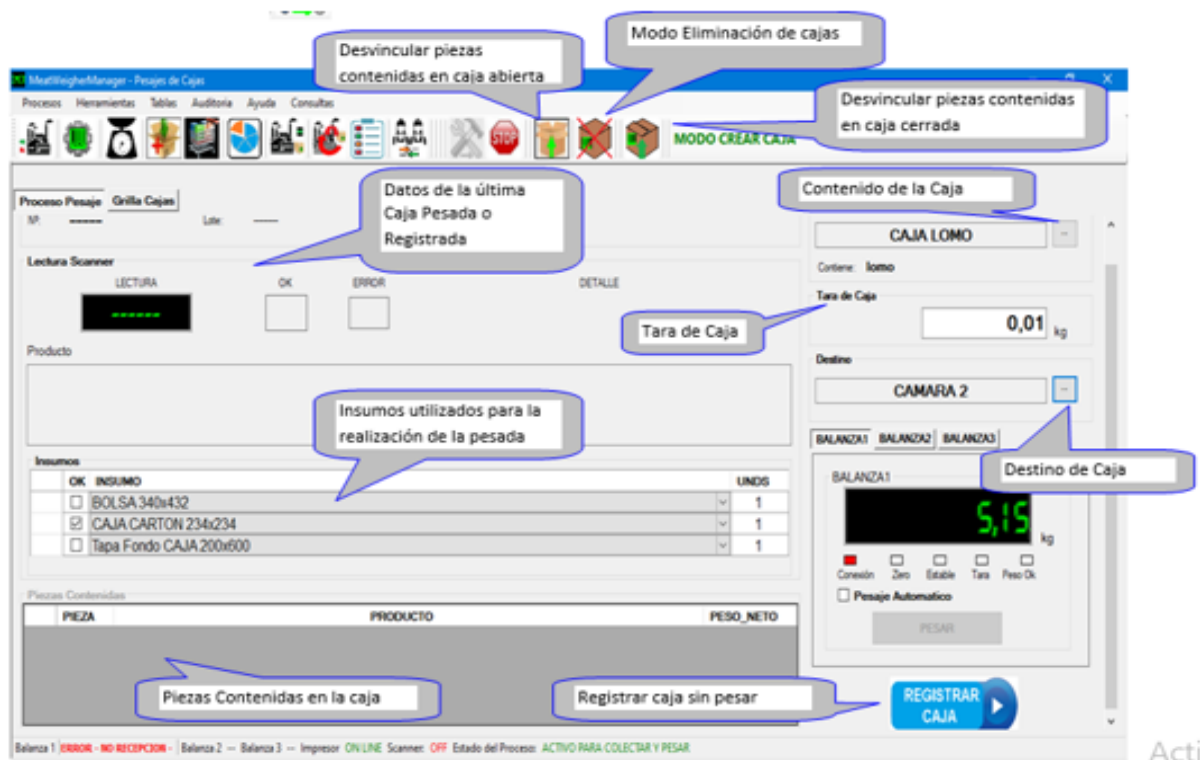 Modo Eliminación de cajas
Desvincular piezas
contenidas en caja abierta
MeatWeigherManager - Pesajes de Cajas
Desvincular piezas contenidas
en caja cerrada
Procesos Herramientas Tablas Auditoria Ayuda Consultas
STOP
MODO CREAR CAJA
Datos de la última
Caja Pesada o
Registrada
Contenido de la Caja
Proceso Pesaje Grilla Cajas
Nº: ----- Lote: -----
CAJA LOMO ...
Lectura Scanner
Contiene: lomo
LECTURA OK ERROR DETALLE
Tara de Caja
------
0,01 kg
Tara de Caja
Producto
Destino
CAMARA 2 ...
Insumos utilizados para la
realización de la pesada
BALANZA1 BALANZA2 BALANZA3
Destino de Caja
Insumos
OK INSUMO UNDS
BALANZA1
BOLSA 340x432 1
5,15 kg
CAJA CARTON 234x234 1
Tapa Fondo CAJA 200x600 1
Conexión Zero Estable Tara Peso Ok
Pesaje Automatico
Piezas Contenidas
PIEZA PRODUCTO PESO_NETO
PESAR
Piezas Contenidas en la caja
Registrar caja sin pesar
REGISTRAR
CAJA
Balanza 1 ERROR - NO RECEPCION - Balanza 2 -- Balanza 3 -- Impresor ON LINE Scanner: OFF Estado del Proceso: ACTIVO PARA COLECTAR Y PESAR
Acti